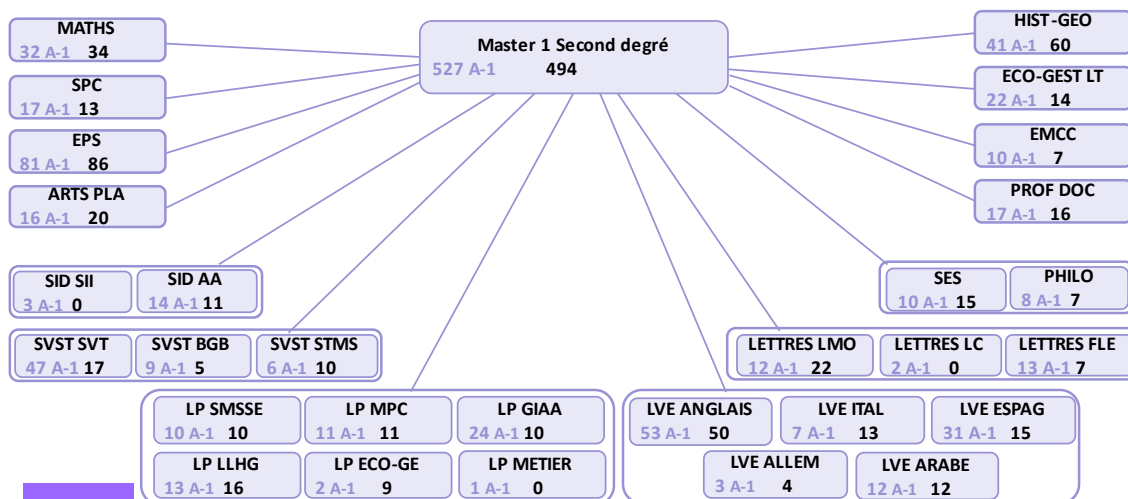 Master 1 Second degré
527 A-1 494
MATHS
32 A-1 34
SPC
17 A-1 13
EPS
81 A-1 86
ARTS PLA
16 A-1 20
HIST-GEO
41 A-1 60
ECO-GEST LT
22 A-1 14
EMCC
10 A-1 7
PROF DOC
17 A-1 16
SID SII
3 A-1 0
SID AA
14 A-1 11
SES
10 A-1 15
PHILO
8 A-1 7
SVST SVT
47 A-1 17
SVST BGB
9 A-1 5
SVST STMS
6 A-1 10
LETTRES LMO
12 A-1 22
LETTRES LC
2 A-1 0
LETTRES FLE
13 A-1 7
LP SMSSE
10 A-1 10
LP MPC
11 A-1 11
LP GIAA
24 A-1 10
LP LLHG
13 A-1 16
LP ECO-GE
2 A-1 9
LP METIER
1 A-1 0
LVE ANGLAIS
53 A-1 50
LVE ITAL
7 A-1 13
LVE ESPAG
31 A-1 15
LVE ALLEM
3 A-1 4
LVE ARABE
12 A-1 12